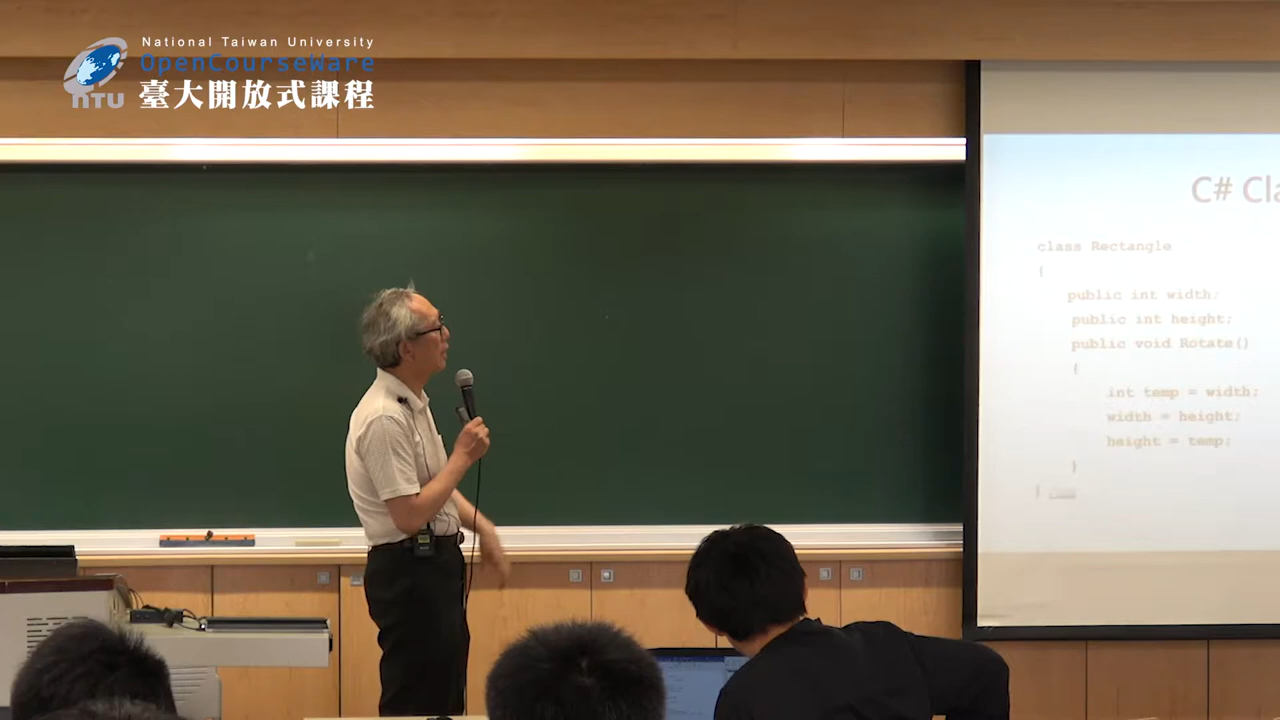 National Taiwan University
OpenCourseWare
nTU
臺大開放式課程
C# Cla
class Rectangle
{
public int width;
public int height;
public void Rotate()
{
int temp = width;
width = height;
height = temp;
}
}